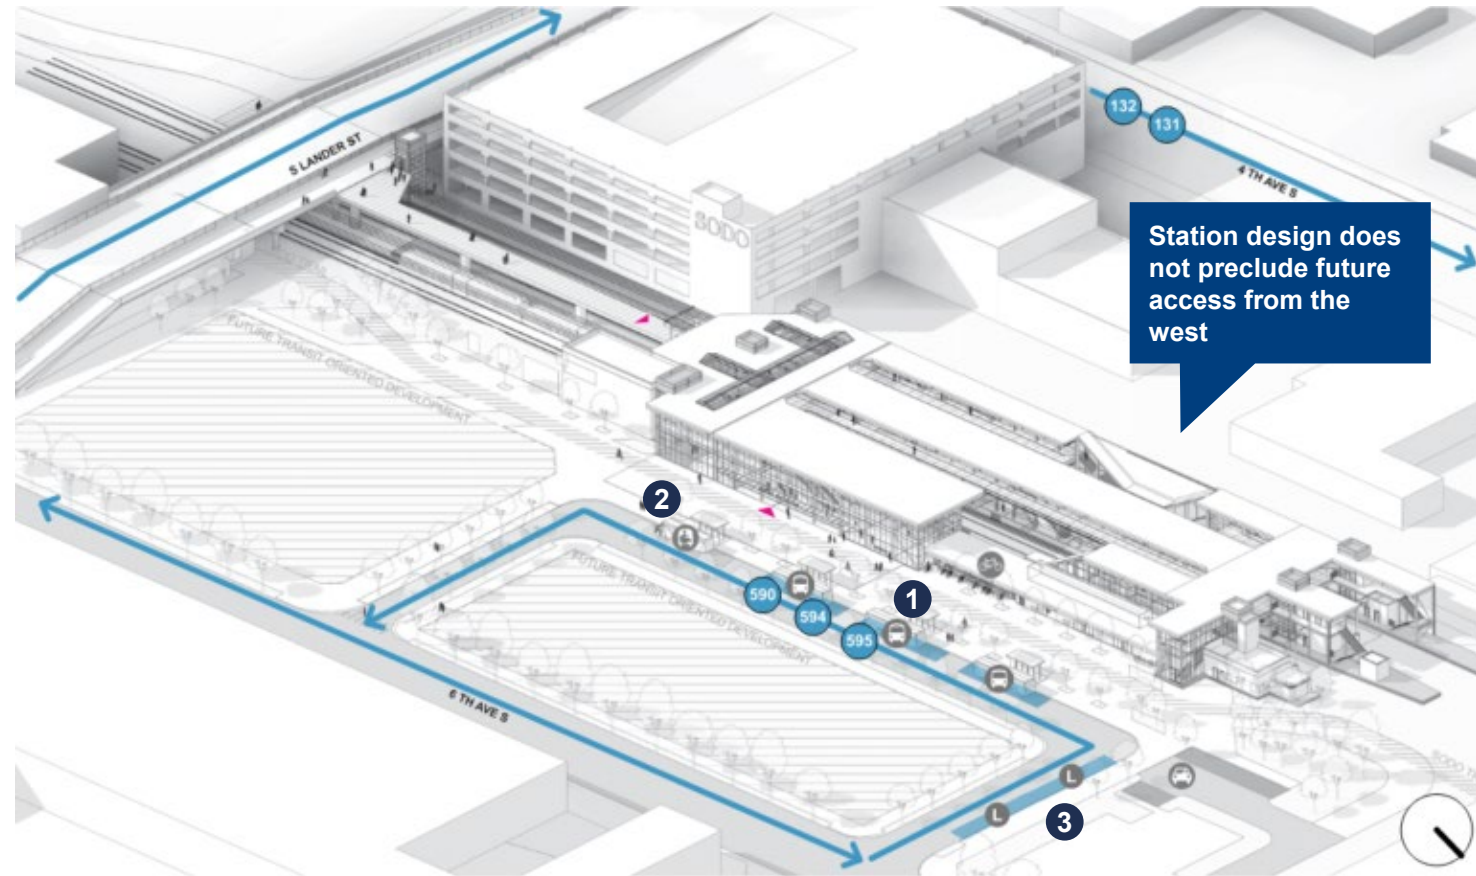 132
131
S LANDER ST
4 TH AVE S
SODO
Station design does
not preclude future
access from the
west
FUTURE TRANSIT ORIENTED DEVELOPMENT
2
1
590
594
595
FUTURE TRANSIT ORIENTED DEVELOPMENT
6 TH AVE S
L
L
3
SODO